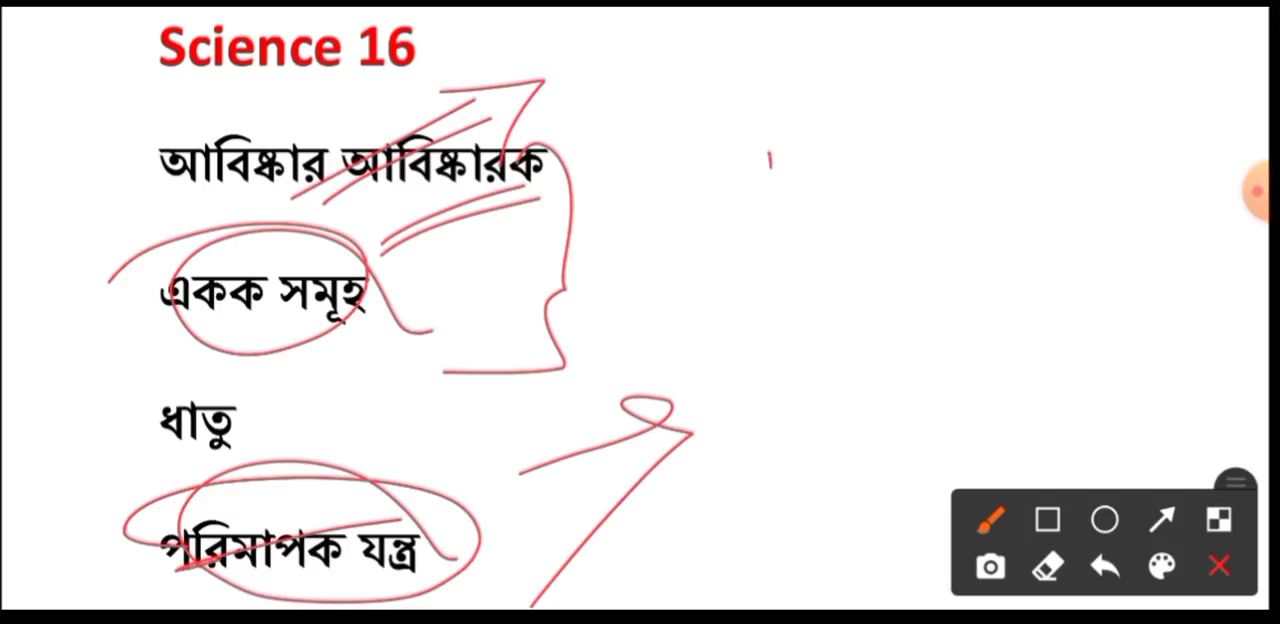 Science 16
আবিষ্কার আবিষ্কারক
একক সমূহ
ধাতু
পরিমাপক যন্ত্র